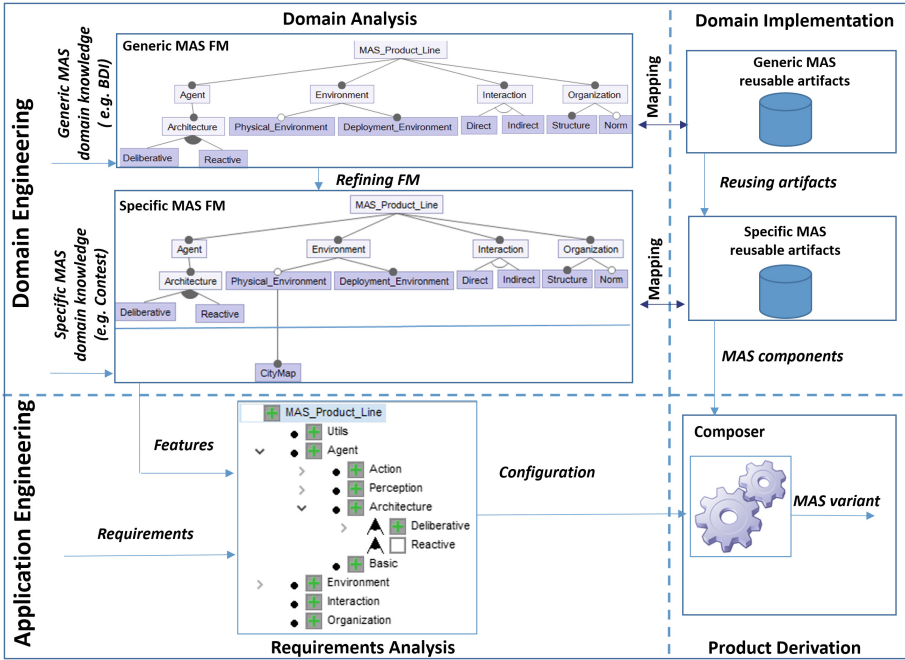 Domain Analysis
Domain Implementation
Domain Engineering
Generic MAS
domain knowledge
( e.g. BDI)
Generic MAS FM
MAS_Product_Line
Agent
Environment
Interaction
Organization
Architecture
Physical_Environment
Deployment_Environment
Direct
Indirect
Structure
Norm
Deliberative
Reactive
Mapping
Generic MAS
reusable artifacts
Refining FM
Reusing artifacts
Specific MAS
domain knowledge
(e.g. Contest)
Specific MAS FM
MAS_Product_Line
Agent
Environment
Interaction
Organization
Architecture
Physical_Environment
Deployment_Environment
Direct
Indirect
Structure
Norm
Deliberative
Reactive
CityMap
Mapping
Specific MAS
reusable artifacts
MAS components
Application Engineering
Features
Requirements
MAS_Product_Line
Utils
Agent
Action
Perception
Architecture
Deliberative
Reactive
Basic
Environment
Interaction
Organization
Configuration
Composer
MAS variant
Requirements Analysis
Product Derivation